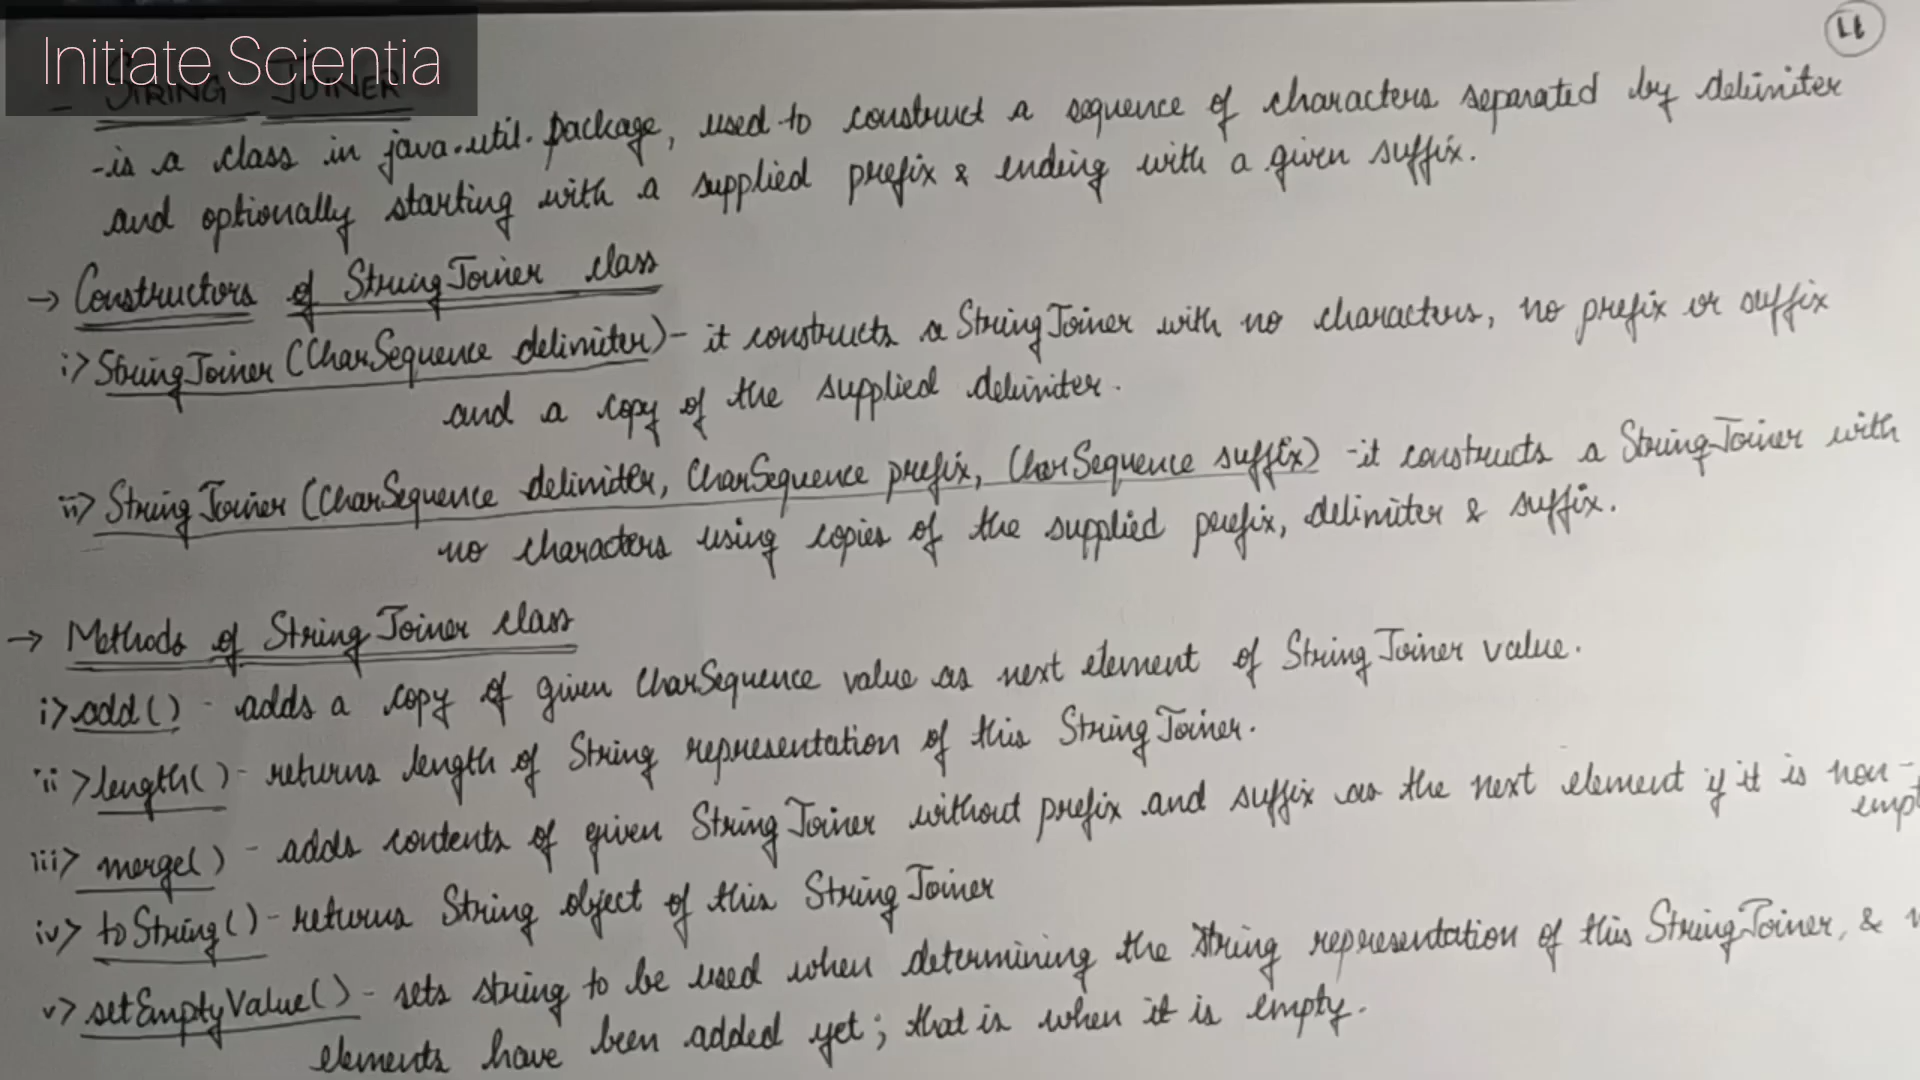 Initiate Scientia
11
- STRING JOINER
- is a class in java.util. package, used to construct a sequence of characters separated by delimiter
and optionally starting with a supplied prefix & ending with a given suffix.
→ Constructors of StringJoiner class
i> StringJoiner (CharSequence delimiter) - it constructs a StringJoiner with no characters, no prefix or suffix
and a copy of the supplied delimiter.
ii> StringJoiner (CharSequence delimiter, CharSequence prefix, CharSequence suffix) - it constructs a StringJoiner with
no characters using copies of the supplied prefix, delimiter & suffix.
→ Methods of StringJoiner class
i> add() - adds a copy of given CharSequence value as next element of StringJoiner value.
ii> length() - returns length of String representation of this StringJoiner.
iii> merge() - adds contents of given StringJoiner without prefix and suffix as the next element if it is non-
empt
iv> toString() - returns String object of this StringJoiner
v> setEmptyValue() - sets string to be used when determining the string representation of this StringJoiner, &
elements have been added yet; that is when it is empty.